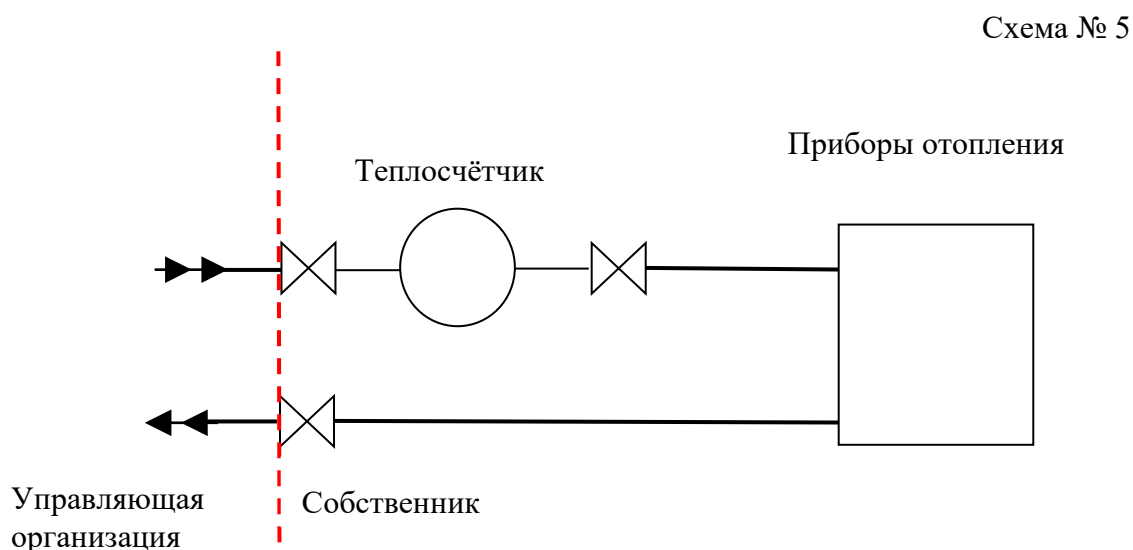 Схема № 5
Приборы отопления
Теплосчётчик
Управляющая
организация
Собственник